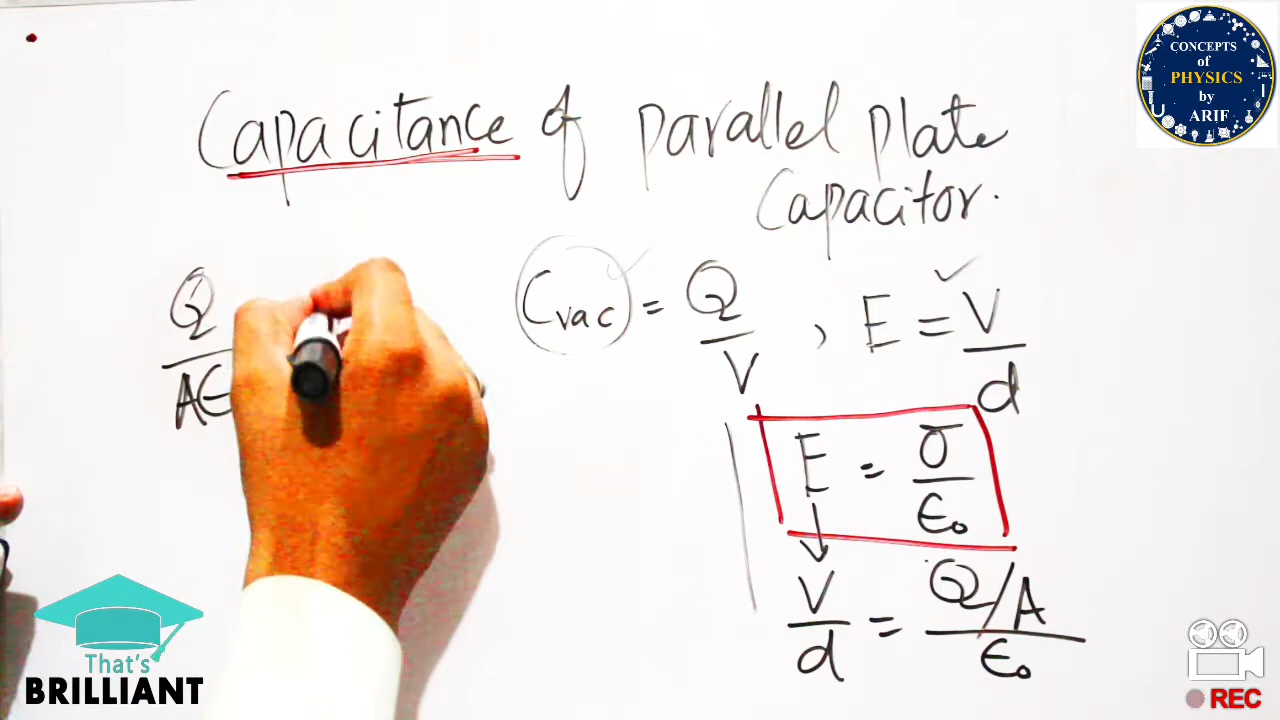 CONCEPTS
of
PHYSICS
by
ARIF
Capacitance of parallel plate
Capacitor.
Q/Aϵ
Cvac = Q/V , E = V/d
E = σ/ϵ₀
V/d = (Q/A)/ϵ₀
That's
BRILLIANT
REC